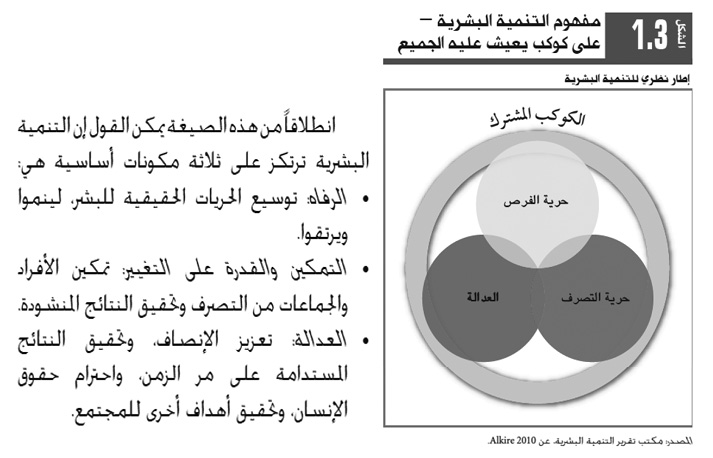 الشكل
1.3
مفهوم التنمية البشرية –
على كوكب يعيش عليه الجميع
إطار نظري للتنمية البشرية
الكوكب المشترك
حرية الفرص
حرية التصرف
العدالة
المصدر: مكتب تقرير التنمية البشرية، عن Alkire 2010.
انطلاقاً من هذه الصيغة يمكن القول إن التنمية
البشرية ترتكز على ثلاثة مكونات أساسية هي:
• الرفاه: توسيع الحريات الحقيقية للبشر، لينموا
ويرتقوا.
• التمكين والقدرة على التغيير: تمكين الأفراد
والجماعات من التصرف وتحقيق النتائج المنشودة.
• العدالة: تعزيز الإنصاف، وتحقيق النتائج
المستدامة على مر الزمن، واحترام حقوق
الإنسان، وتحقيق أهداف أخرى للمجتمع.